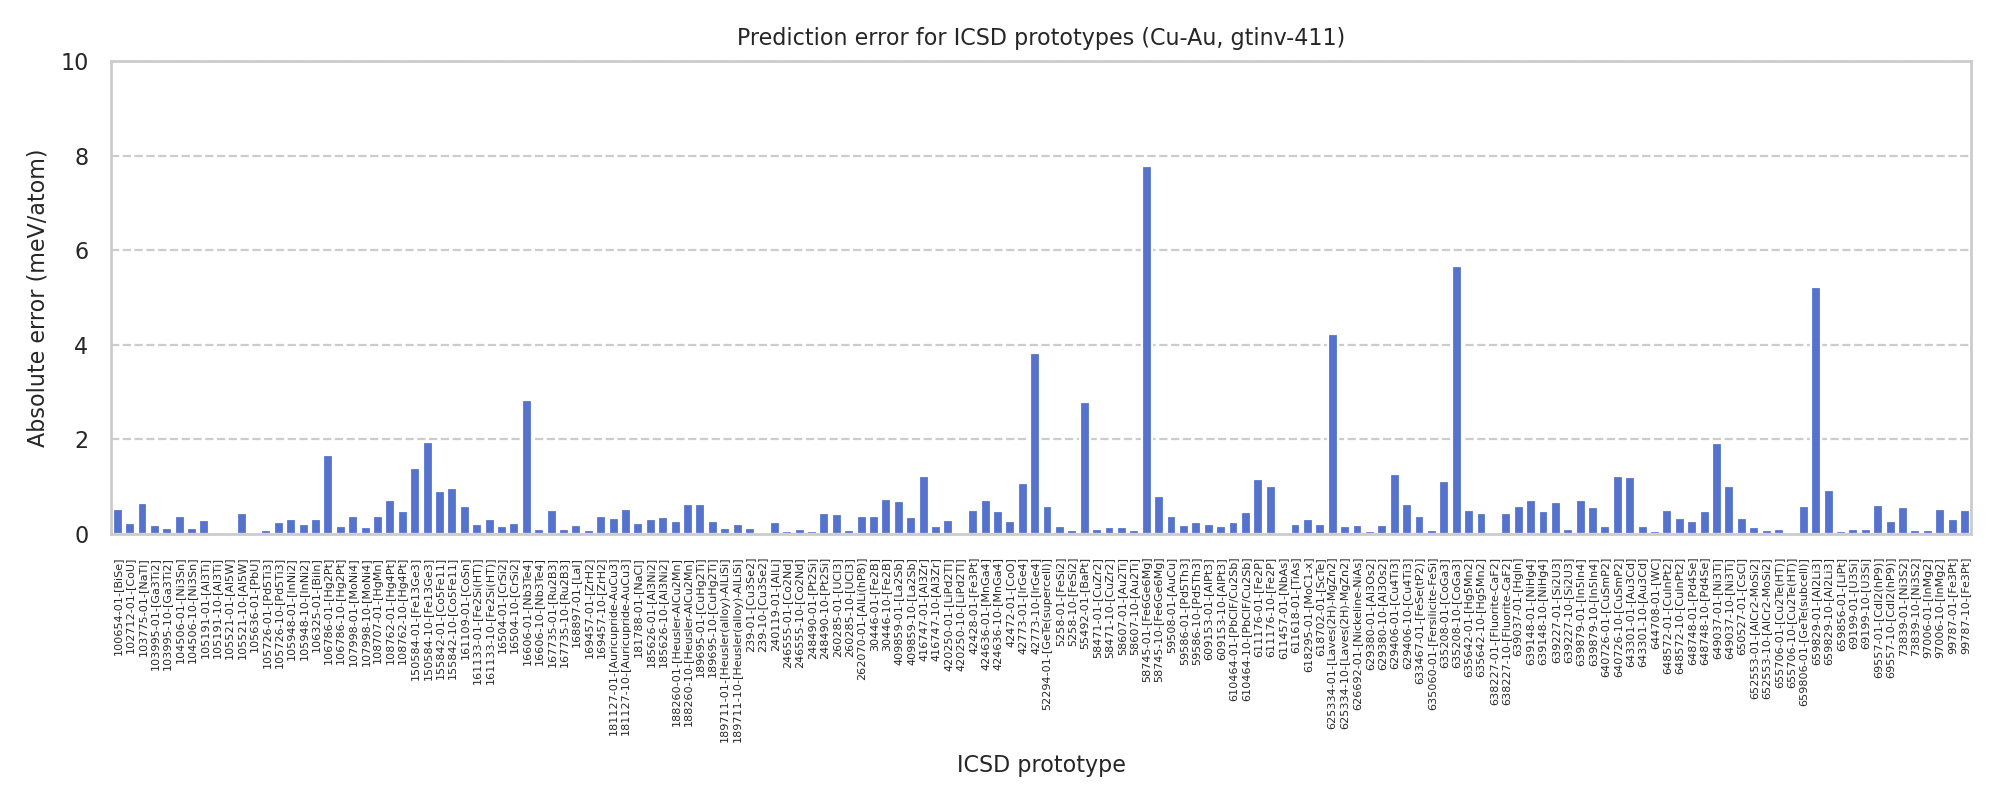 Prediction error for ICSD prototypes (Cu-Au, gtinv-411)
10
8
6
4
2
0
Absolute error (meV/atom)
100654-01-[BiSe]
102712-01-[CoU]
103775-01-[NaTl]
103995-01-[Ga3Ti2]
103995-10-[Ga3Ti2]
104506-01-[Ni3Sn]
104506-10-[Ni3Sn]
105191-01-[Al3Ti]
105191-10-[Al3Ti]
105521-01-[Al5W]
105521-10-[Al5W]
105636-01-[PbU]
105726-01-[Pd5Ti3]
105726-10-[Pd5Ti3]
105948-01-[InNi2]
105948-10-[InNi2]
106325-01-[BiIn]
106786-01-[Hg2Pt]
106786-10-[Hg2Pt]
107998-01-[MoNi4]
107998-10-[MoNi4]
108707-01-[HgMn]
108762-01-[Hg4Pt]
108762-10-[Hg4Pt]
150584-01-[Fe13Ge3]
150584-10-[Fe13Ge3]
155842-01-[Co5Fe11]
155842-10-[Co5Fe11]
161109-01-[CoSn]
161133-01-[Fe2Si(HT)]
161133-10-[Fe2Si(HT)]
16504-01-[CrSi2]
16504-10-[CrSi2]
16606-01-[Nb3Te4]
16606-10-[Nb3Te4]
167735-01-[Ru2B3]
167735-10-[Ru2B3]
168897-01-[LaI]
169457-01-[ZrH2]
169457-10-[ZrH2]
181127-01-[Auricupride-AuCu3]
181127-10-[Auricupride-AuCu3]
181788-01-[NaCl]
185626-01-[Al3Ni2]
185626-10-[Al3Ni2]
188260-01-[Heusler-AlCu2Mn]
188260-10-[Heusler-AlCu2Mn]
189695-01-[CuHg2Ti]
189695-10-[CuHg2Ti]
189711-01-[Heusler(alloy)-AlLiSi]
189711-10-[Heusler(alloy)-AlLiSi]
239-01-[Cu3Se2]
239-10-[Cu3Se2]
240119-01-[AlLi]
246555-01-[Co2Nd]
246555-10-[Co2Nd]
248490-01-[Pt2Si]
248490-10-[Pt2Si]
260285-01-[UCl3]
260285-10-[UCl3]
262070-01-[AlLi(hP8)]
30446-01-[Fe2B]
30446-10-[Fe2B]
409859-01-[La2Sb]
409859-10-[La2Sb]
416747-01-[Al3Zr]
416747-10-[Al3Zr]
420250-01-[LiPd2Tl]
420250-10-[LiPd2Tl]
42428-01-[Fe3Pt]
424636-01-[MnGa4]
424636-10-[MnGa4]
42472-01-[CoO]
42773-01-[IrGe4]
42773-10-[IrGe4]
52294-01-[GeTe(supercell)]
5258-01-[FeSi2]
5258-10-[FeSi2]
55492-01-[BaPt]
58471-01-[CuZr2]
58471-10-[CuZr2]
58607-01-[Au2Ti]
58607-10-[Au2Ti]
58745-01-[Fe6Ge6Mg]
58745-10-[Fe6Ge6Mg]
59508-01-[AuCu]
59586-01-[Pd5Th3]
59586-10-[Pd5Th3]
609153-01-[AlPt3]
609153-10-[AlPt3]
610464-01-[PbClF/Cu2Sb]
610464-10-[PbClF/Cu2Sb]
611176-01-[Fe2P]
611176-10-[Fe2P]
611457-01-[NbAs]
611618-01-[TiAs]
618295-01-[MoC1-x]
618702-01-[ScTe]
625334-01-[Laves(2H)-MgZn2]
625334-10-[Laves(2H)-MgZn2]
626692-01-[Nickeline-NiAs]
629380-01-[Al3Os2]
629380-10-[Al3Os2]
629406-01-[Cu4Ti3]
629406-10-[Cu4Ti3]
633467-01-[FeSe(tP2)]
635060-01-[Fersilicite-FeSi]
635208-01-[CoGa3]
635208-10-[CoGa3]
635642-01-[Hg5Mn2]
635642-10-[Hg5Mn2]
638227-01-[Fluorite-CaF2]
638227-10-[Fluorite-CaF2]
639037-01-[HgIn]
639148-01-[NiHg4]
639148-10-[NiHg4]
639227-01-[Si2U3]
639227-10-[Si2U3]
639879-01-[In5In4]
639879-10-[In5In4]
640726-01-[CuSmP2]
640726-10-[CuSmP2]
643301-01-[Au3Cd]
643301-10-[Au3Cd]
644708-01-[WC]
648572-01-[CuInPt2]
648572-10-[CuInPt2]
648748-01-[Pd4Se]
648748-10-[Pd4Se]
649037-01-[Ni3Ti]
649037-10-[Ni3Ti]
650527-01-[CsCl]
652553-01-[AlCr2-MoSi2]
652553-10-[AlCr2-MoSi2]
655706-01-[Cu2Te(HT)]
655706-10-[Cu2Te(HT)]
659806-01-[GeTe(subcell)]
659829-01-[Al2Li3]
659829-10-[Al2Li3]
659856-01-[LiPt]
69199-01-[U3Si]
69199-10-[U3Si]
69557-01-[CdI2(hP9)]
69557-10-[CdI2(hP9)]
73839-01-[Ni3S2]
73839-10-[Ni3S2]
97006-01-[InMg2]
97006-10-[InMg2]
99787-01-[Fe3Pt]
99787-10-[Fe3Pt]
ICSD prototype